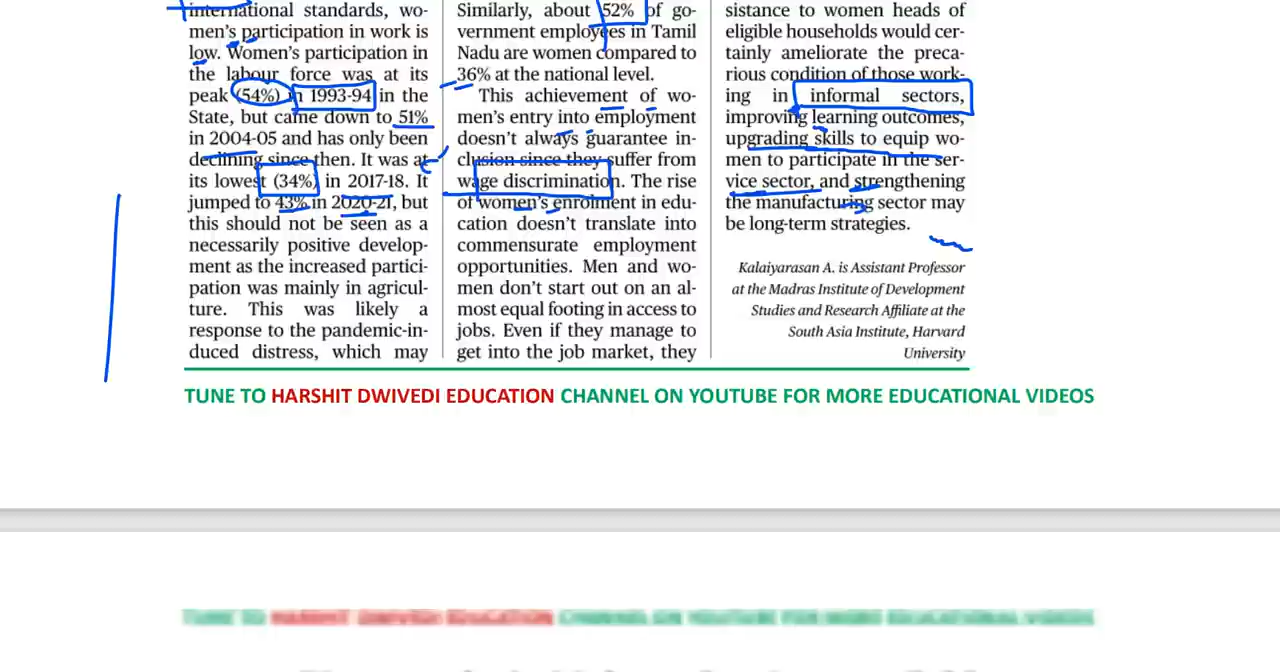 international standards, wo-
men's participation in work is
low. Women's participation in
the labour force was at its
peak (54%) in 1993-94 in the
State, but came down to 51%
in 2004-05 and has only been
declining since then. It was at
its lowest (34%) in 2017-18. It
jumped to 43% in 2020-21, but
this should not be seen as a
necessarily positive develop-
ment as the increased partici-
pation was mainly in agricul-
ture. This was likely a
response to the pandemic-in-
duced distress, which may
Similarly, about 52% of go-
vernment employees in Tamil
Nadu are women compared to
36% at the national level.
This achievement of wo-
men's entry into employment
doesn't always guarantee in-
clusion since they suffer from
wage discrimination. The rise
of women's enrolment in edu-
cation doesn't translate into
commensurate employment
opportunities. Men and wo-
men don't start out on an al-
most equal footing in access to
jobs. Even if they manage to
get into the job market, they
sistance to women heads of
eligible households would cer-
tainly ameliorate the preca-
rious condition of those work-
ing in informal sectors,
improving learning outcomes,
upgrading skills to equip wo-
men to participate in the ser-
vice sector, and strengthening
the manufacturing sector may
be long-term strategies.
Kalaiyarasan A. is Assistant Professor
at the Madras Institute of Development
Studies and Research Affiliate at the
South Asia Institute, Harvard
University
TUNE TO HARSHIT DWIVEDI EDUCATION CHANNEL ON YOUTUBE FOR MORE EDUCATIONAL VIDEOS
TUNE TO HARSHIT DWIVEDI EDUCATION CHANNEL ON YOUTUBE FOR MORE EDUCATIONAL VIDEOS